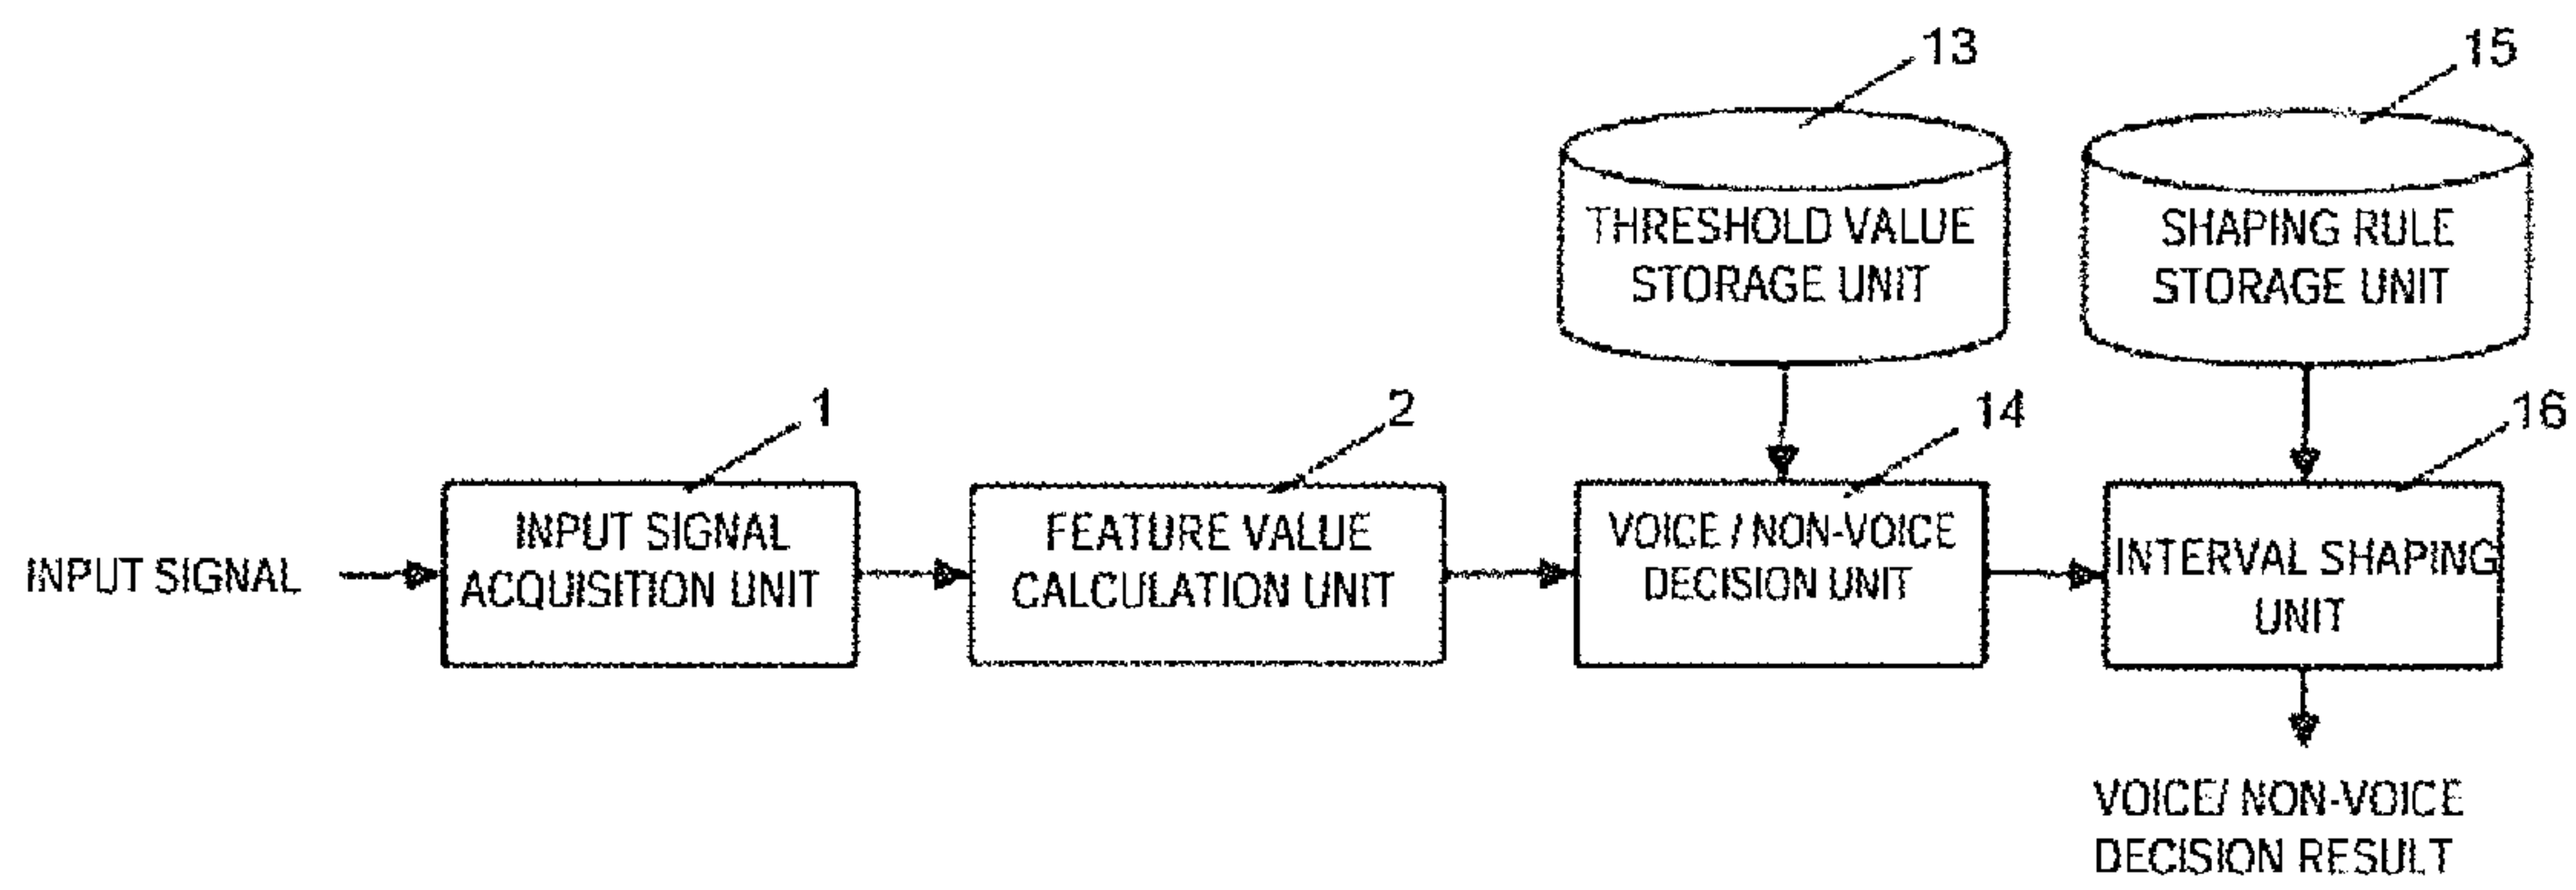 13
15
THRESHOLD VALUE
STORAGE UNIT
SHAPING RULE
STORAGE UNIT
1
2
14
16
INPUT SIGNAL
INPUT SIGNAL
ACQUISITION UNIT
FEATURE VALUE
CALCULATION UNIT
VOICE / NON-VOICE
DECISION UNIT
INTERVAL SHAPING
UNIT
VOICE/ NON-VOICE
DECISION RESULT